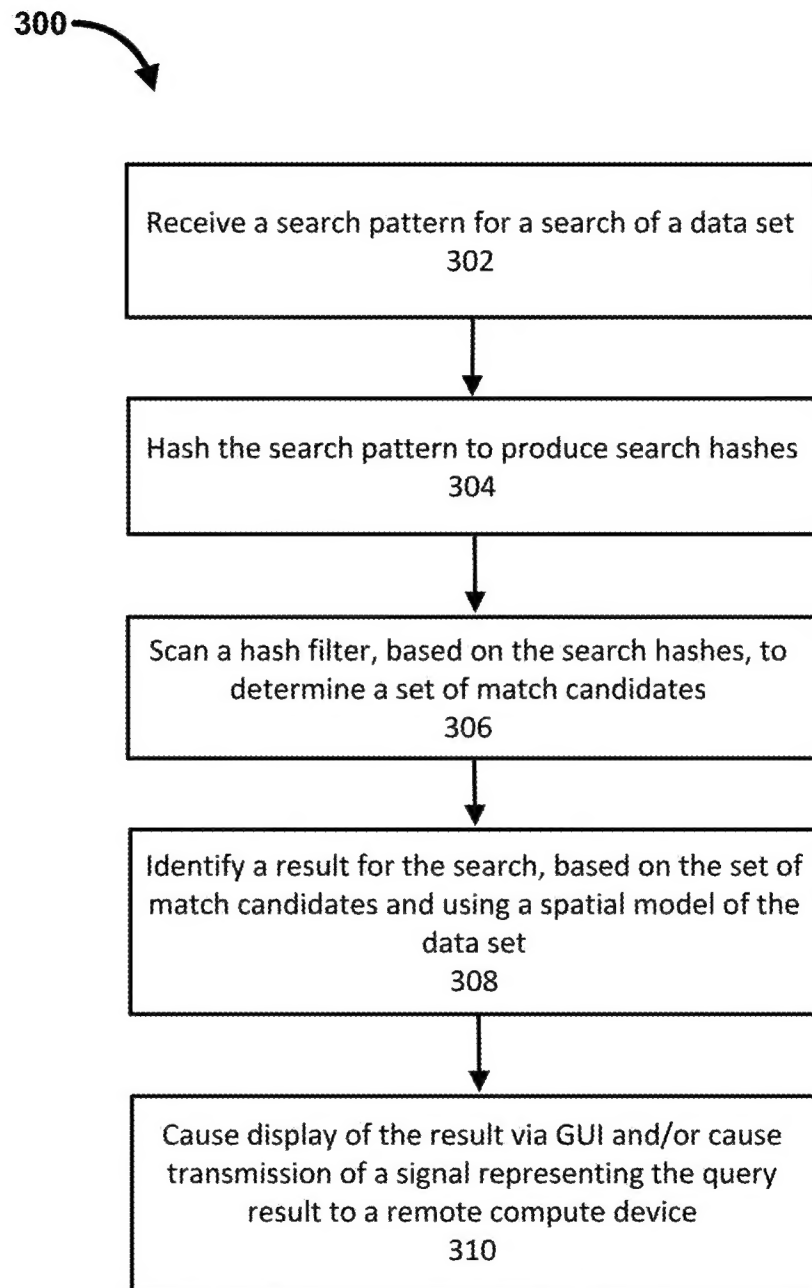 300
Receive a search pattern for a search of a data set
302
Hash the search pattern to produce search hashes
304
Scan a hash filter, based on the search hashes, to
determine a set of match candidates
306
Identify a result for the search, based on the set of
match candidates and using a spatial model of the
data set
308
Cause display of the result via GUI and/or cause
transmission of a signal representing the query
result to a remote compute device
310